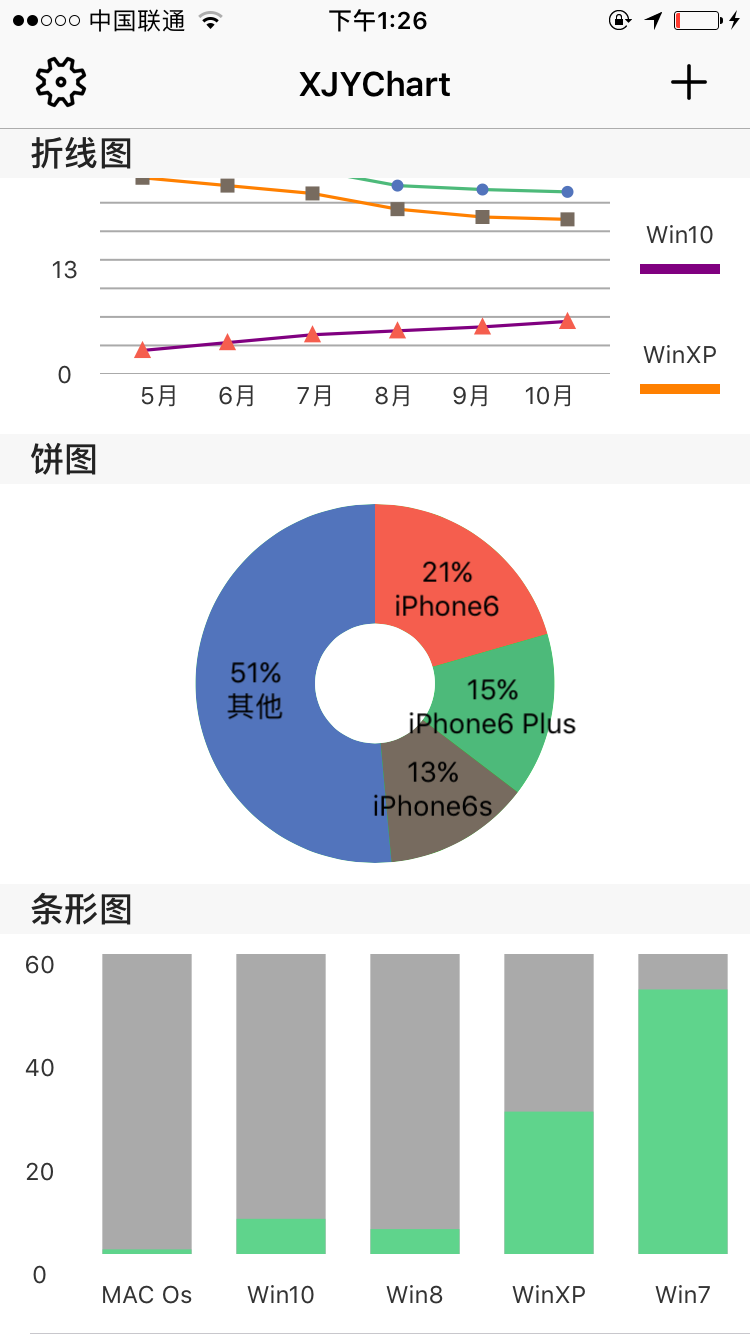 中国联通 下午1:26
XJYChart
折线图
13
0
5月 6月 7月 8月 9月 10月
Win10
WinXP
饼图
21%
iPhone6
15%
iPhone6 Plus
13%
iPhone6s
51%
其他
条形图
60
40
20
0
MAC Os Win10 Win8 WinXP Win7